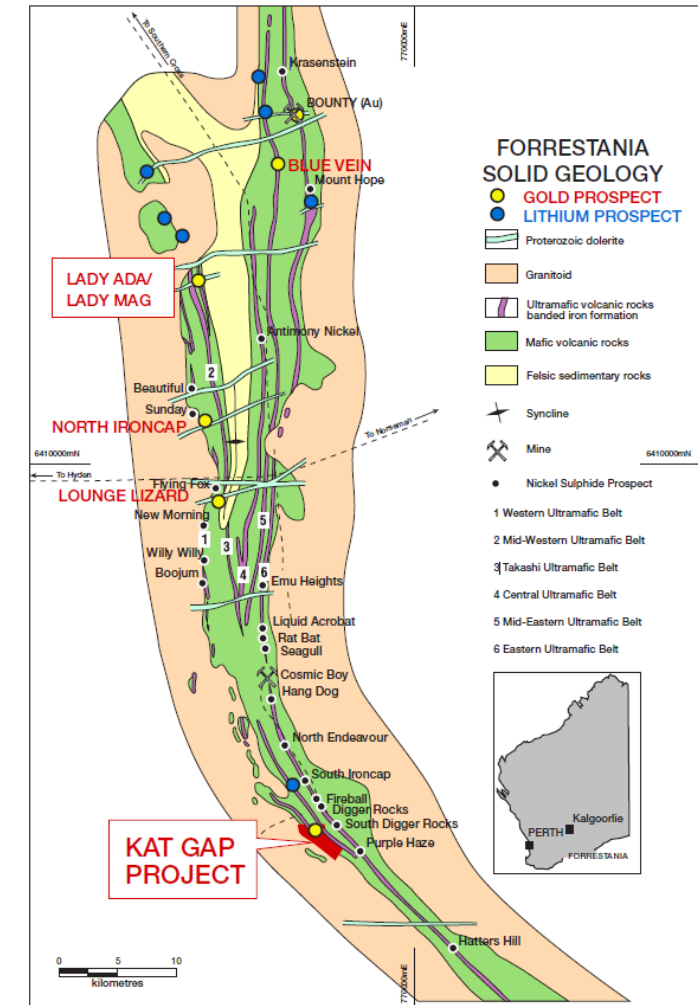 To Southern Cross
770000mE
Krasenstein
BOUNTY (Au)
BLUE VEIN
Mount Hope
LADY ADA/
LADY MAG
Antimony Nickel
2
Beautiful
Sunday
NORTH IRONCAP
To Norseman
6410000mN
6410000mN
To Hyden
Flying Fox
LOUNGE LIZARD
New Morning
5
1
3
Willy Willy
4
6
Boojum
Emu Heights
Liquid Acrobat
Rat Bat
Seagull
Cosmic Boy
Hang Dog
North Endeavour
South Ironcap
Fireball
Digger Rocks
South Digger Rocks
KAT GAP
PROJECT
Purple Haze
Hatters Hill
0 5 10
kilometres
770000mE
FORRESTANIA
SOLID GEOLOGY
GOLD PROSPECT
LITHIUM PROSPECT
Proterozoic dolerite
Granitoid
Ultramafic volcanic rocks
banded iron formation
Mafic volcanic rocks
Felsic sedimentary rocks
Syncline
Mine
Nickel Sulphide Prospect
1 Western Ultramafic Belt
2 Mid-Western Ultramafic Belt
3 Takashi Ultramafic Belt
4 Central Ultramafic Belt
5 Mid-Eastern Ultramafic Belt
6 Eastern Ultramafic Belt
Kalgoorlie
PERTH
FORRESTANIA